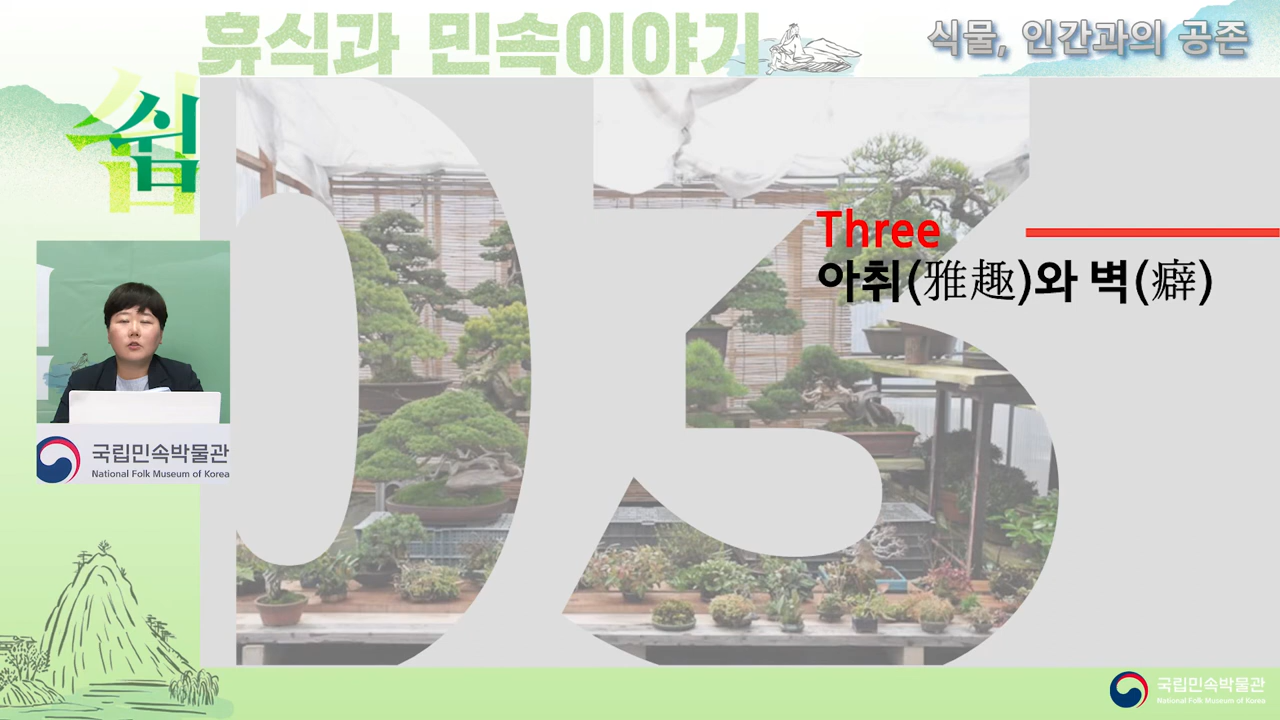 휴식과 민속이야기
식물, 인간과의 공존
쉼
03
Three
아취(雅趣)와 벽(癖)
국립민속박물관
National Folk Museum of Korea
국립민속박물관
National Folk Museum of Korea